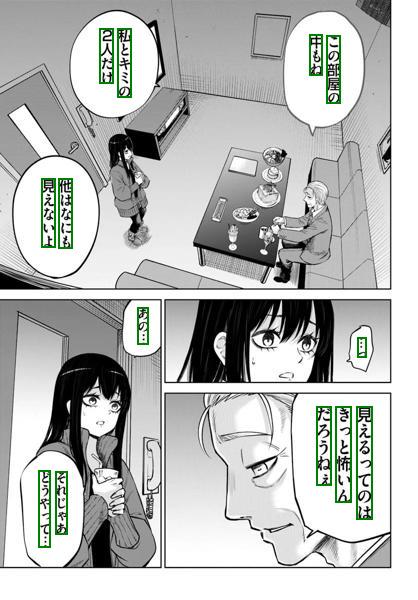 この部屋の
中もね
私とキミの
2人だけ
他はなにも
見えないよ
…っ
見えるってのは
きっと怖いん
だろうねぇ
あの…
それじゃあ
どうやって…